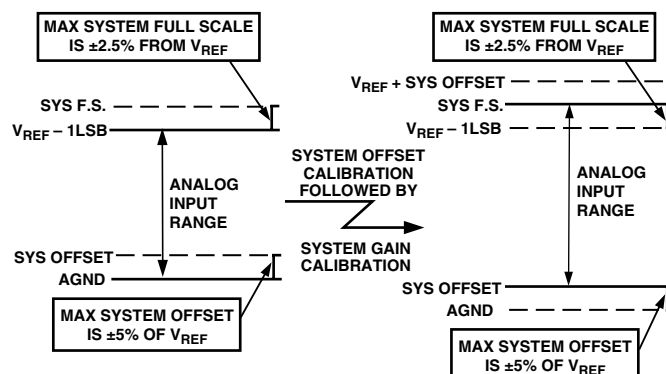 MAX SYSTEM FULL SCALE
IS ±2.5% FROM VREF
SYS F.S.
VREF – 1LSB
ANALOG
INPUT
RANGE
SYS OFFSET
AGND
MAX SYSTEM OFFSET
IS ±5% OF VREF
SYSTEM OFFSET
CALIBRATION
FOLLOWED BY
SYSTEM GAIN
CALIBRATION
MAX SYSTEM FULL SCALE
IS ±2.5% FROM VREF
VREF + SYS OFFSET
SYS F.S.
VREF – 1LSB
ANALOG
INPUT
RANGE
SYS OFFSET
AGND
MAX SYSTEM OFFSET
IS ±5% OF VREF